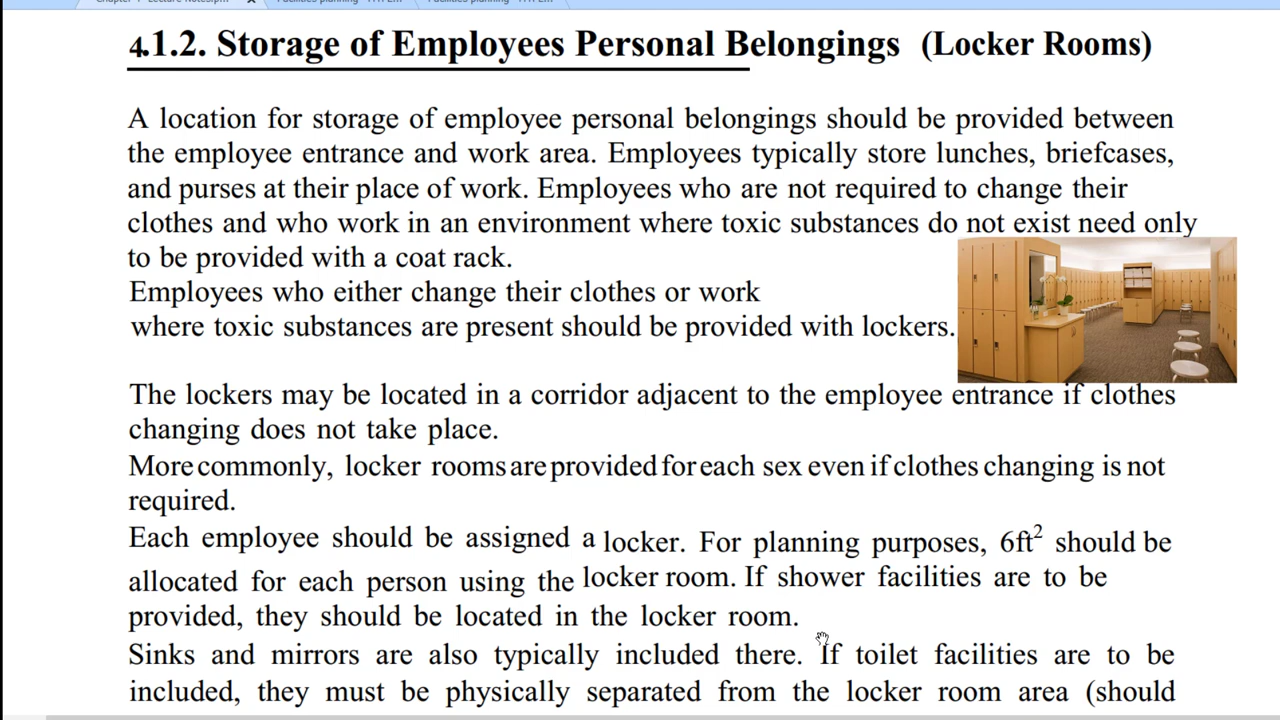 4.1.2. Storage of Employees Personal Belongings (Locker Rooms)
A location for storage of employee personal belongings should be provided between
the employee entrance and work area. Employees typically store lunches, briefcases,
and purses at their place of work. Employees who are not required to change their
clothes and who work in an environment where toxic substances do not exist need only
to be provided with a coat rack.
Employees who either change their clothes or work
where toxic substances are present should be provided with lockers.
The lockers may be located in a corridor adjacent to the employee entrance if clothes
changing does not take place.
More commonly, locker rooms are provided for each sex even if clothes changing is not
required.
Each employee should be assigned a locker. For planning purposes, 6ft² should be
allocated for each person using the locker room. If shower facilities are to be
provided, they should be located in the locker room.
Sinks and mirrors are also typically included there. If toilet facilities are to be
included, they must be physically separated from the locker room area (should